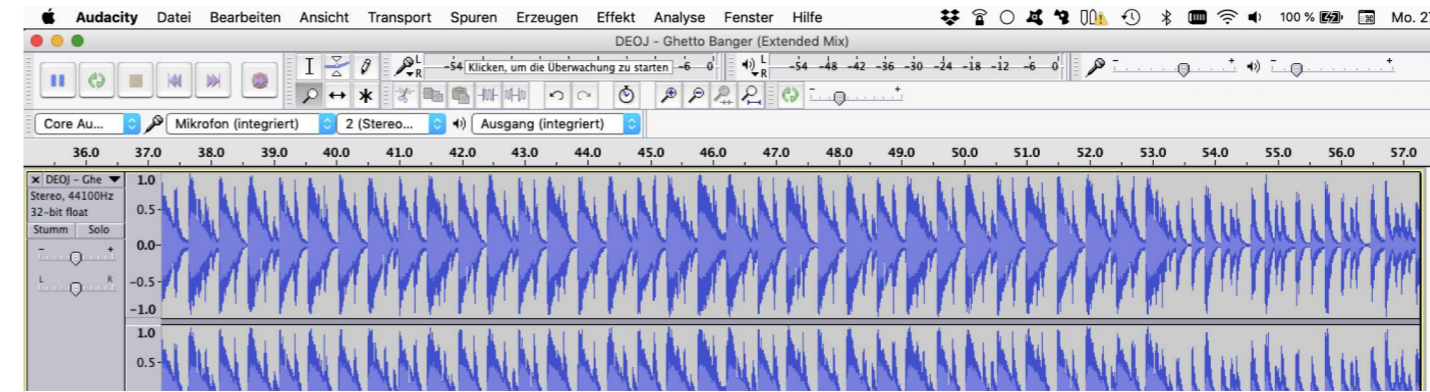 Audacity Datei Bearbeiten Ansicht Transport Spuren Erzeugen Effekt Analyse Fenster Hilfe 100 % Mo. 2
DEOJ - Ghetto Banger (Extended Mix)
L R -54 Klicken, um die Überwachung zu starten -6 0 L R -54 -48 -42 -36 -30 -24 -18 -12 -6 0 - + - +
- +
Core Au... Mikrofon (integriert) 2 (Stereo... Ausgang (integriert)
36.0 37.0 38.0 39.0 40.0 41.0 42.0 43.0 44.0 45.0 46.0 47.0 48.0 49.0 50.0 51.0 52.0 53.0 54.0 55.0 56.0 57.0
× DEOJ - Ghe 1.0
Stereo, 44100Hz
32-bit float 0.5-
Stumm Solo
- + 0.0-
L R -0.5-
-1.0
1.0
0.5-